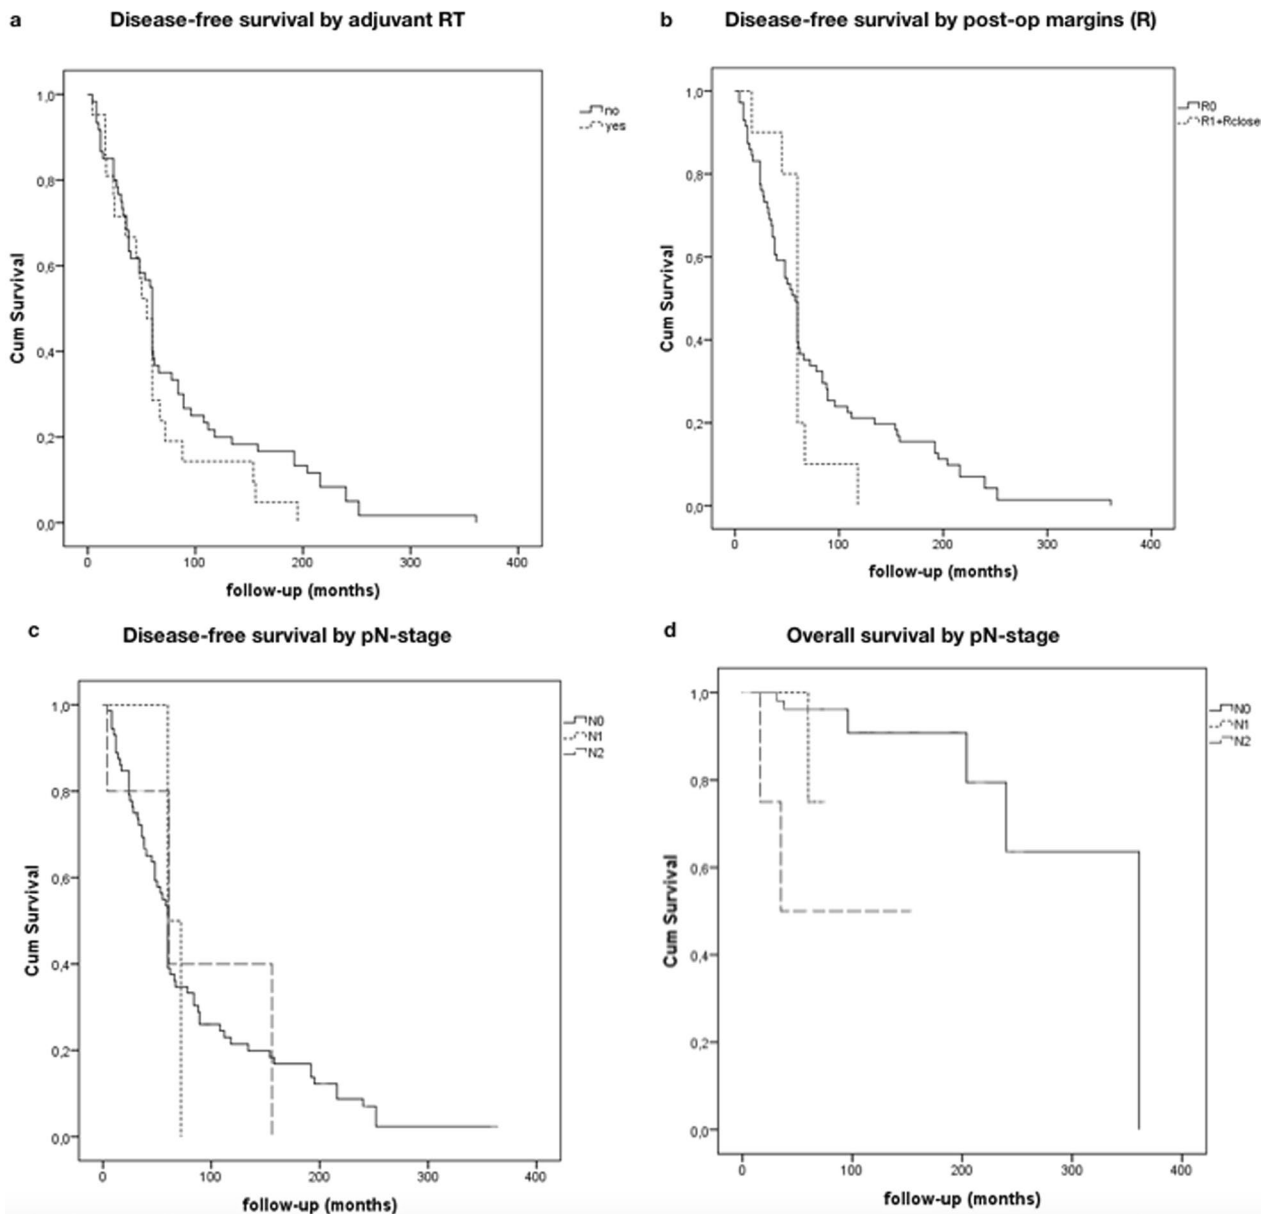 a Disease-free survival by adjuvant RT
1,0
0,8
0,6
0,4
0,2
0,0
Cum Survival
0 100 200 300 400
follow-up (months)
no
yes
b Disease-free survival by post-op margins (R)
1,0
0,8
0,6
0,4
0,2
0,0
Cum Survival
0 100 200 300 400
follow-up (months)
R0
R1+Rclose
c Disease-free survival by pN-stage
1,0
0,8
0,6
0,4
0,2
0,0
Cum Survival
0 100 200 300 400
follow-up (months)
N0
N1
N2
d Overall survival by pN-stage
1,0
0,8
0,6
0,4
0,2
0,0
Cum Survival
0 100 200 300 400
follow-up (months)
N0
N1
N2